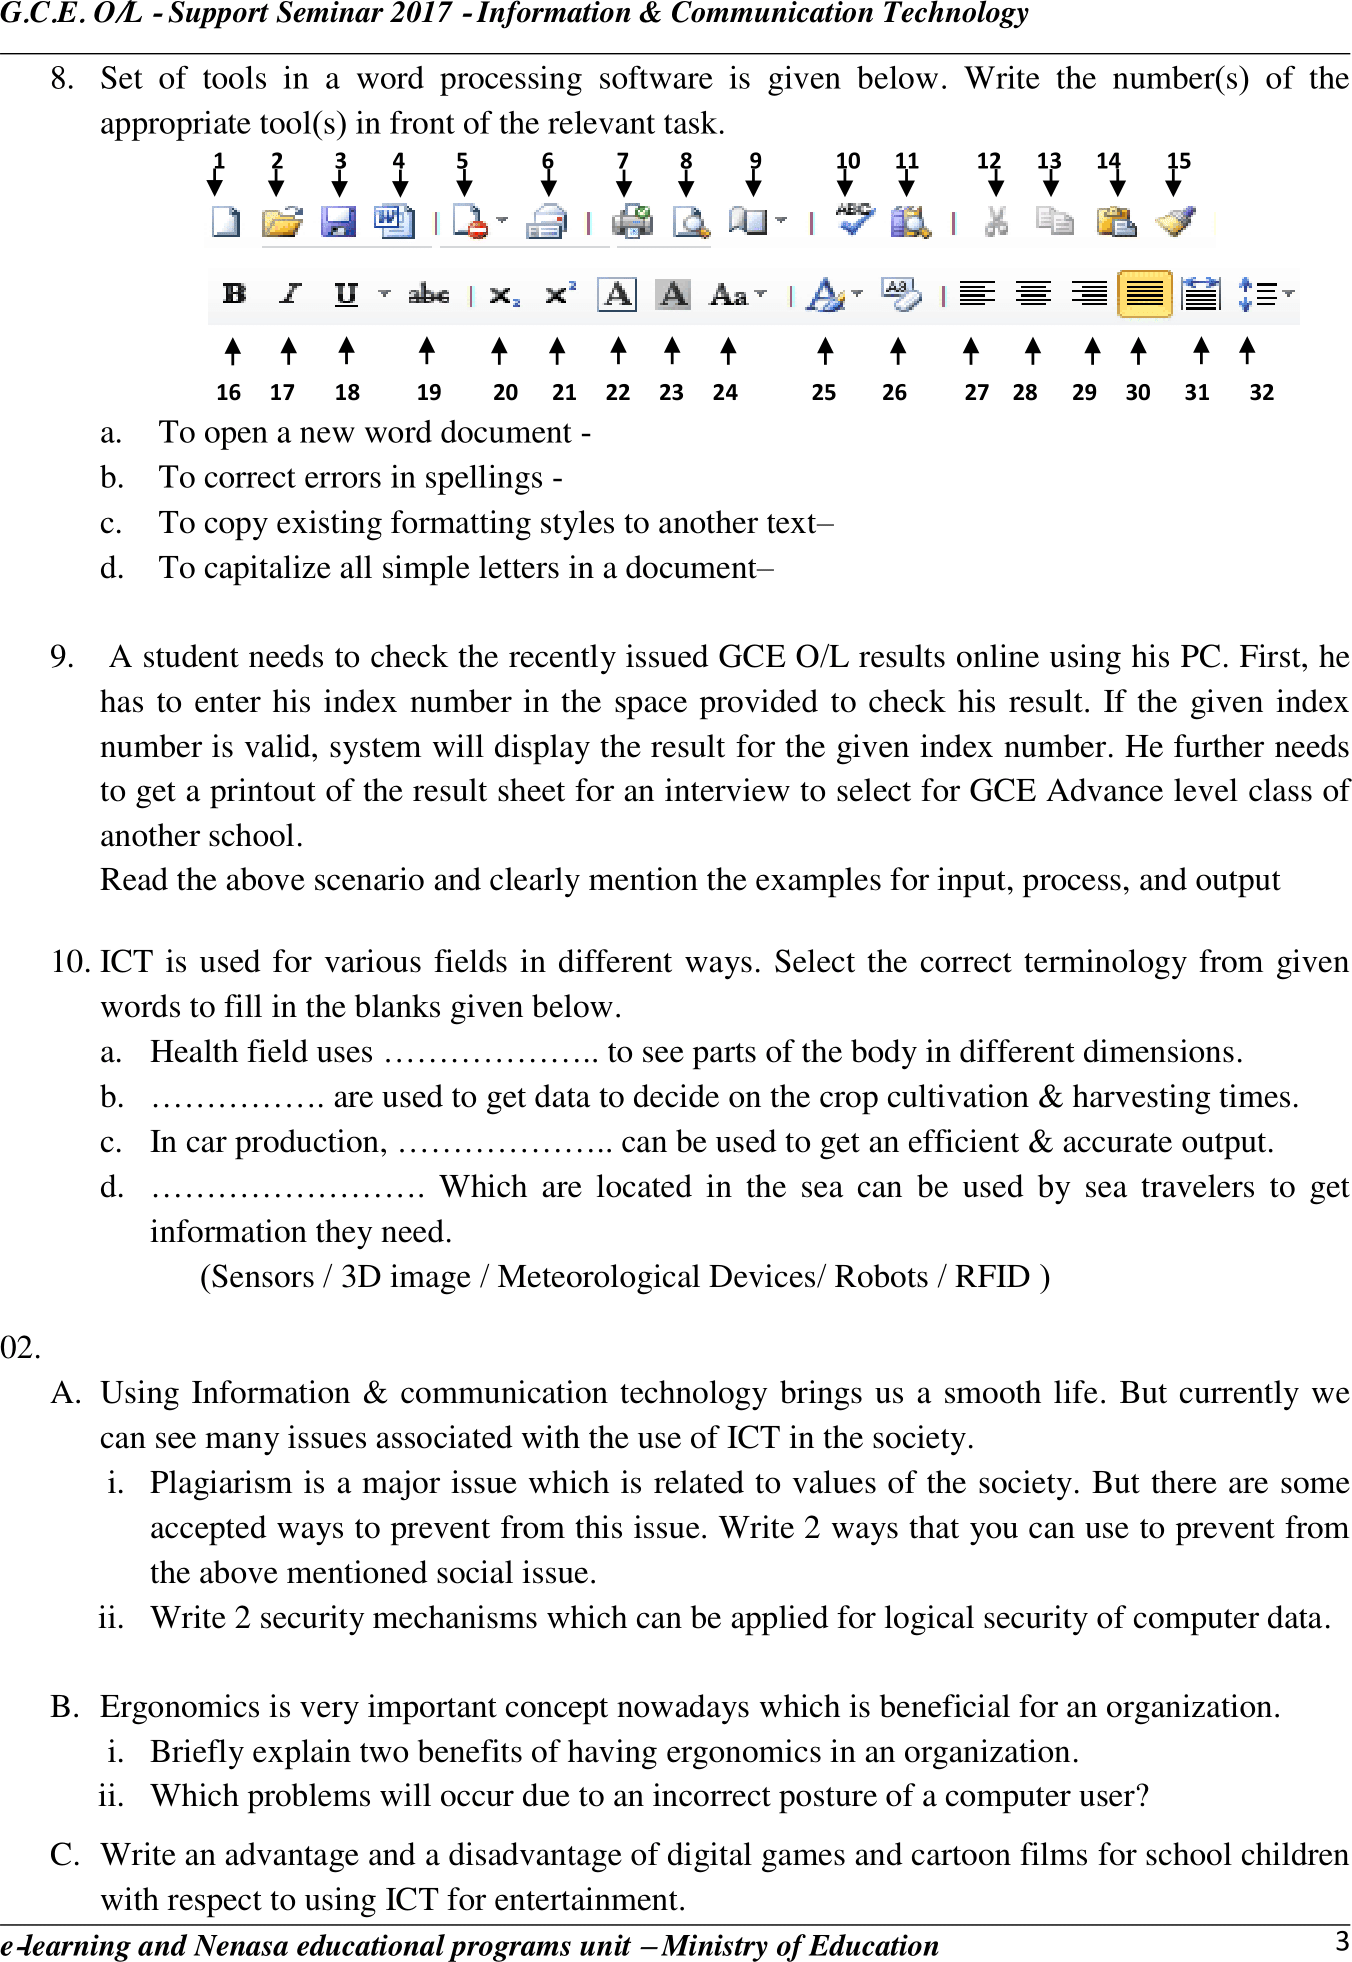 G.C.E. O/L - Support Seminar 2017 - Information & Communication Technology
8. Set of tools in a word processing software is given below. Write the number(s) of the
appropriate tool(s) in front of the relevant task.
1 2 3 4 5 6 7 8 9 10 11 12 13 14 15
W ABC
B I U abc x₂ x² A A Aa A A
16 17 18 19 20 21 22 23 24 25 26 27 28 29 30 31 32
a. To open a new word document -
b. To correct errors in spellings -
c. To copy existing formatting styles to another text–
d. To capitalize all simple letters in a document–
9. A student needs to check the recently issued GCE O/L results online using his PC. First, he
has to enter his index number in the space provided to check his result. If the given index
number is valid, system will display the result for the given index number. He further needs
to get a printout of the result sheet for an interview to select for GCE Advance level class of
another school.
Read the above scenario and clearly mention the examples for input, process, and output
10. ICT is used for various fields in different ways. Select the correct terminology from given
words to fill in the blanks given below.
a. Health field uses ……………….. to see parts of the body in different dimensions.
b. ……………. are used to get data to decide on the crop cultivation & harvesting times.
c. In car production, ……………….. can be used to get an efficient & accurate output.
d. ……………………. Which are located in the sea can be used by sea travelers to get
information they need.
(Sensors / 3D image / Meteorological Devices/ Robots / RFID )
02.
A. Using Information & communication technology brings us a smooth life. But currently we
can see many issues associated with the use of ICT in the society.
i. Plagiarism is a major issue which is related to values of the society. But there are some
accepted ways to prevent from this issue. Write 2 ways that you can use to prevent from
the above mentioned social issue.
ii. Write 2 security mechanisms which can be applied for logical security of computer data.
B. Ergonomics is very important concept nowadays which is beneficial for an organization.
i. Briefly explain two benefits of having ergonomics in an organization.
ii. Which problems will occur due to an incorrect posture of a computer user?
C. Write an advantage and a disadvantage of digital games and cartoon films for school children
with respect to using ICT for entertainment.
e-learning and Nenasa educational programs unit – Ministry of Education 3